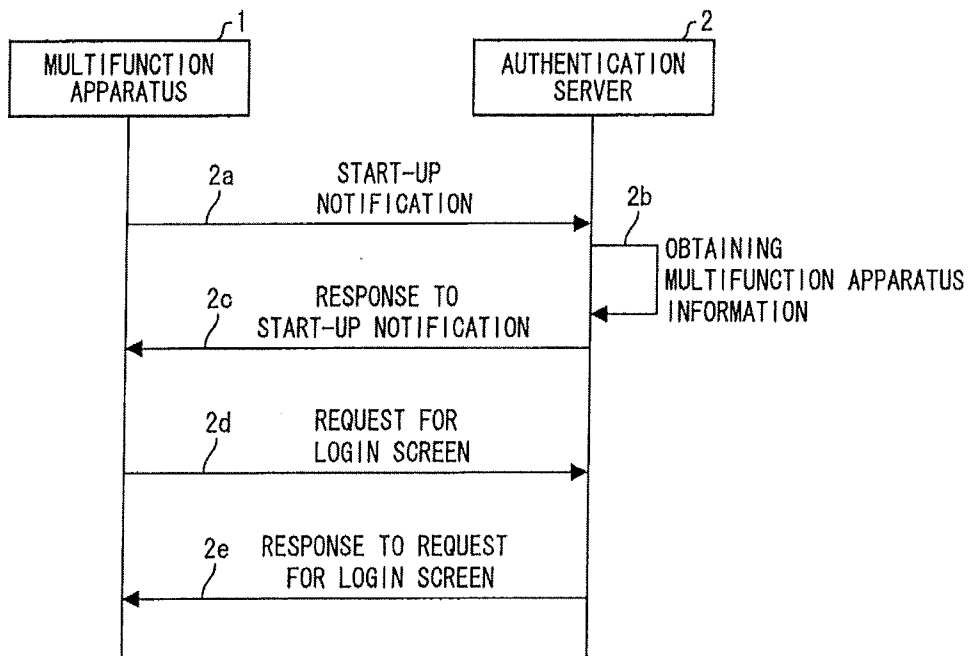 1
MULTIFUNCTION
APPARATUS
2
AUTHENTICATION
SERVER
2a
START-UP
NOTIFICATION
2b
OBTAINING
MULTIFUNCTION APPARATUS
INFORMATION
2c
RESPONSE TO
START-UP NOTIFICATION
2d
REQUEST FOR
LOGIN SCREEN
2e
RESPONSE TO REQUEST
FOR LOGIN SCREEN